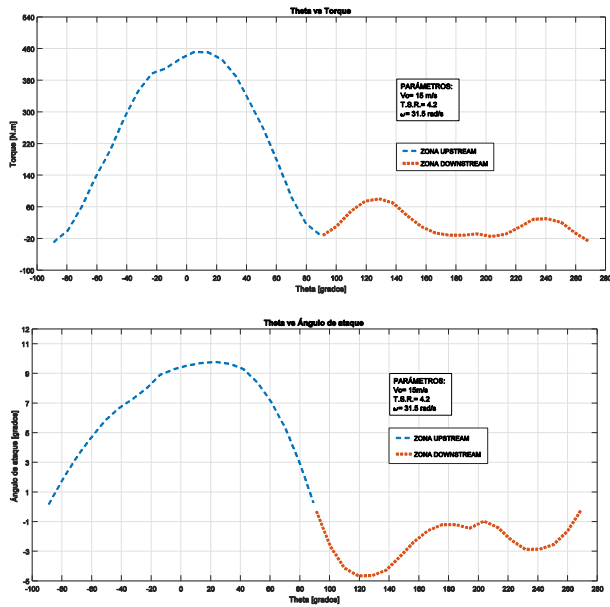 Theta vs Torque
640
560
460
380
300
220
140
60
-20
-100
Torque [N.m]
PARÁMETROS:
Vo= 15 m/s
T.S.R.= 4.2
ω= 31.5 rad/s
ZONA UPSTREAM
ZONA DOWNSTREAM
-100 -80 -60 -40 -20 0 20 40 60 80 100 120 140 160 180 200 220 240 260 280
Theta [grados]
Theta vs Ángulo de ataque
12
11
9
7
5
3
1
-1
-3
-5
Ángulo de ataque [grados]
PARÁMETROS:
Vo= 15m/s
T.S.R.= 4.2
ω= 31.5 rad/s
ZONA UPSTREAM
ZONA DOWNSTREAM
-100 -80 -60 -40 -20 0 20 40 60 80 100 120 140 160 180 200 220 240 260 280
Theta [grados]